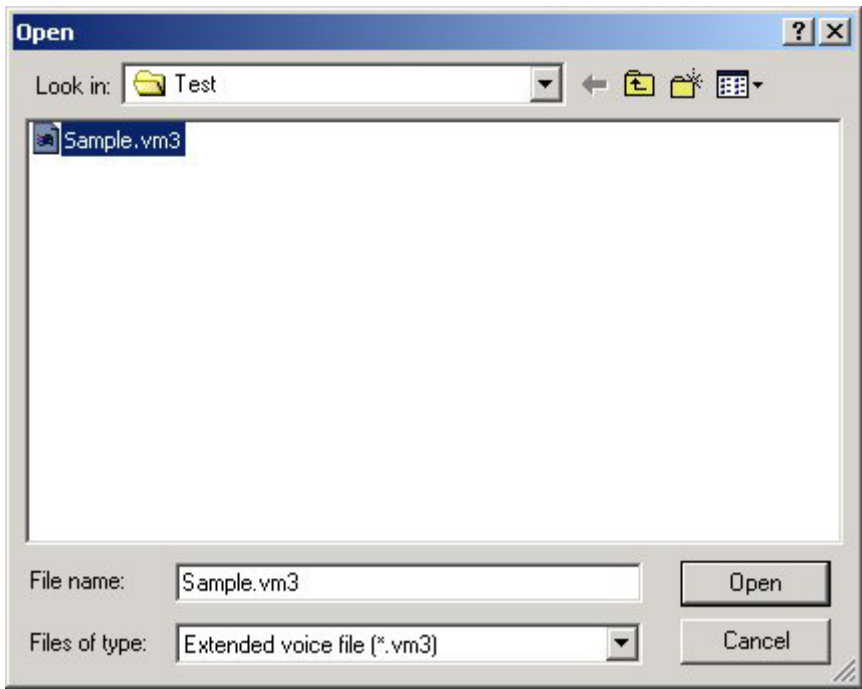 Open
Look in: Test
Sample.vm3
File name: Sample.vm3 Open
Files of type: Extended voice file (*.vm3) Cancel